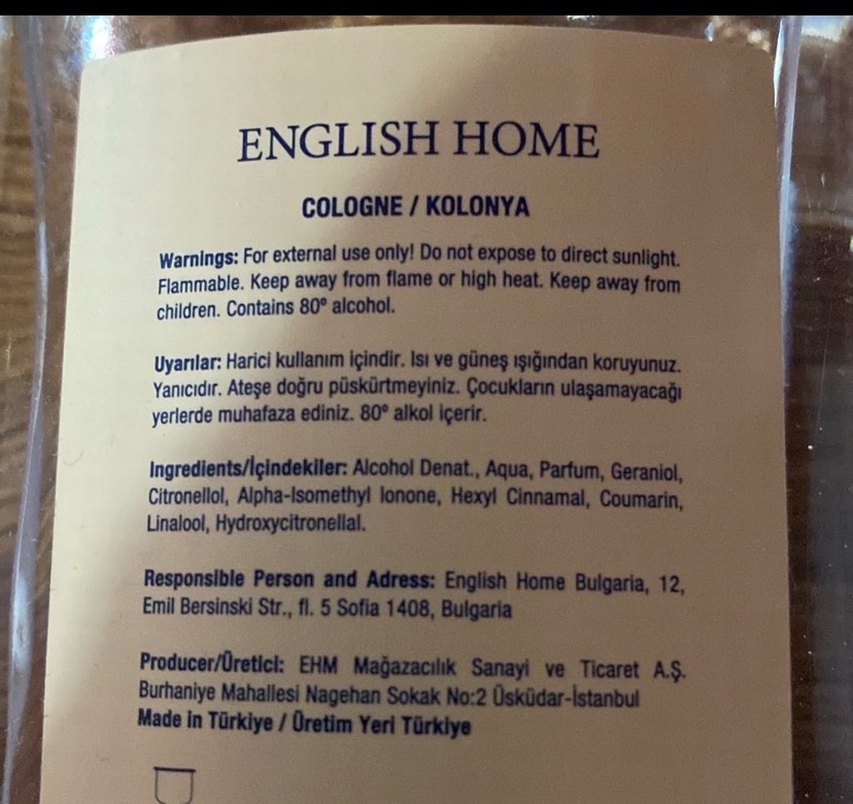 ENGLISH HOME
COLOGNE / KOLONYA
Warnings: For external use only! Do not expose to direct sunlight.
Flammable. Keep away from flame or high heat. Keep away from
children. Contains 80º alcohol.
Uyarılar: Harici kullanım içindir. Isı ve güneş ışığından koruyunuz.
Yanıcıdır. Ateşe doğru püskürtmeyiniz. Çocukların ulaşamayacağı
yerlerde muhafaza ediniz. 80º alkol içerir.
Ingredients/İçindekiler: Alcohol Denat., Aqua, Parfum, Geraniol,
Citronellol, Alpha-Isomethyl Ionone, Hexyl Cinnamal, Coumarin,
Linalool, Hydroxycitronellal.
Responsible Person and Adress: English Home Bulgaria, 12,
Emil Bersinski Str., fl. 5 Sofia 1408, Bulgaria
Producer/Üretici: EHM Mağazacılık Sanayi ve Ticaret A.Ş.
Burhaniye Mahallesi Nagehan Sokak No:2 Üsküdar-İstanbul
Made in Türkiye / Üretim Yeri Türkiye